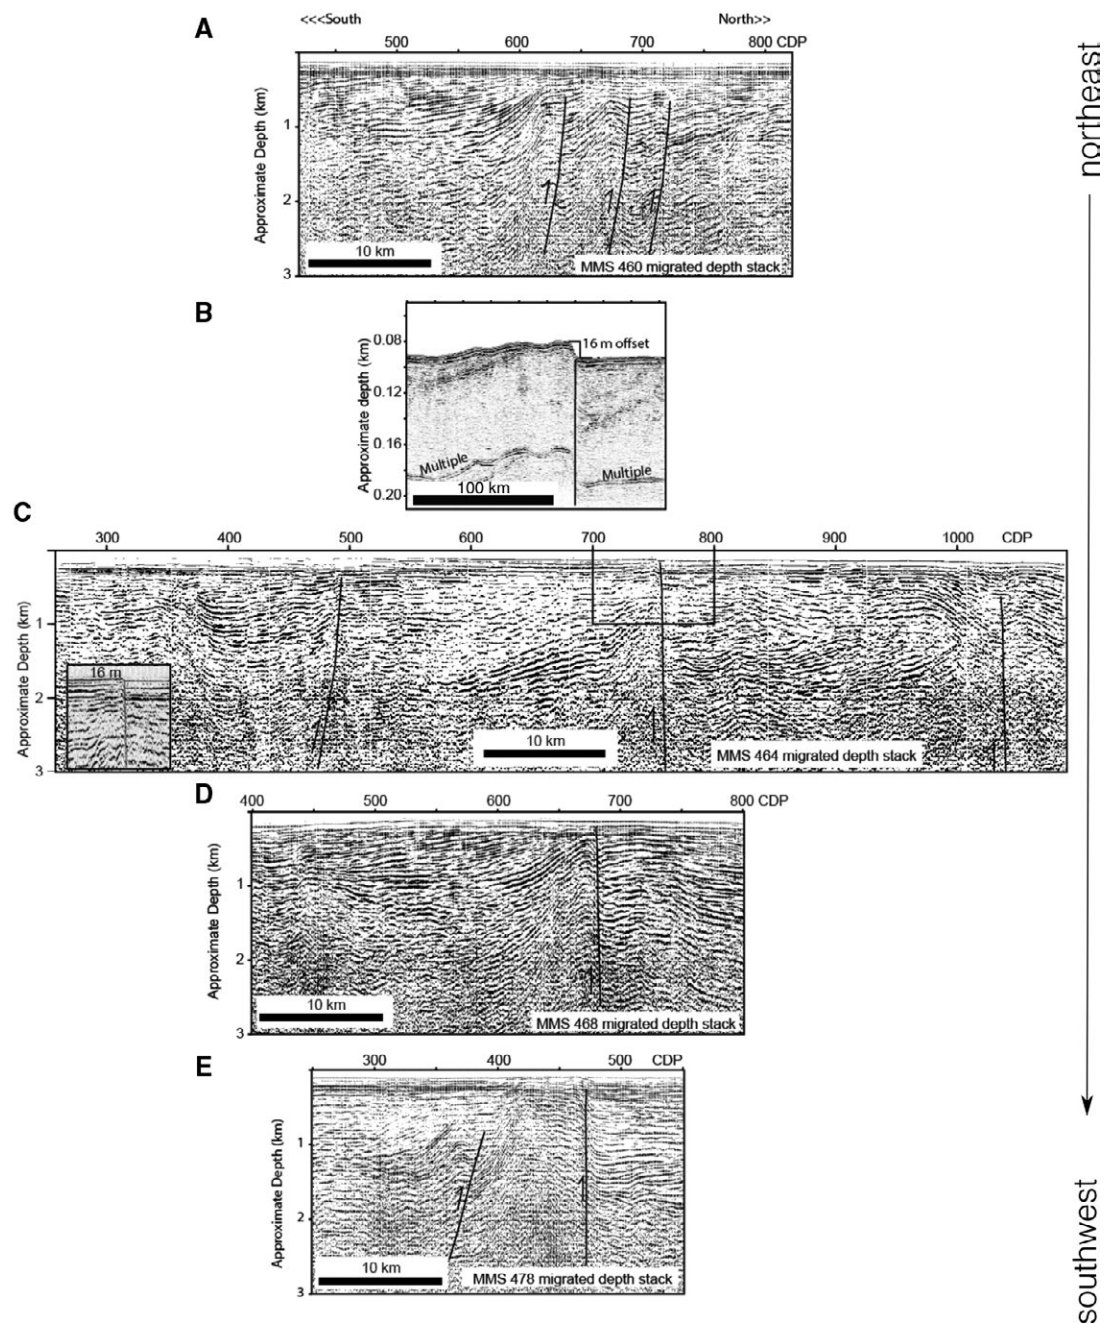 A
<<<South North>>
500 600 700 800 CDP
Approximate Depth (km)
1
2
3
10 km
MMS 460 migrated depth stack
B
Approximate depth (km)
0.08
0.12
0.16
0.20
16 m offset
Multiple
Multiple
100 km
C
300 400 500 600 700 800 900 1000 CDP
Approximate Depth (km)
1
2
3
16 m
10 km
MMS 464 migrated depth stack
D
400 500 600 700 800 CDP
Approximate Depth (km)
1
2
3
10 km
MMS 468 migrated depth stack
E
300 400 500 CDP
Approximate Depth (km)
1
2
3
10 km
MMS 478 migrated depth stack
northeast
southwest